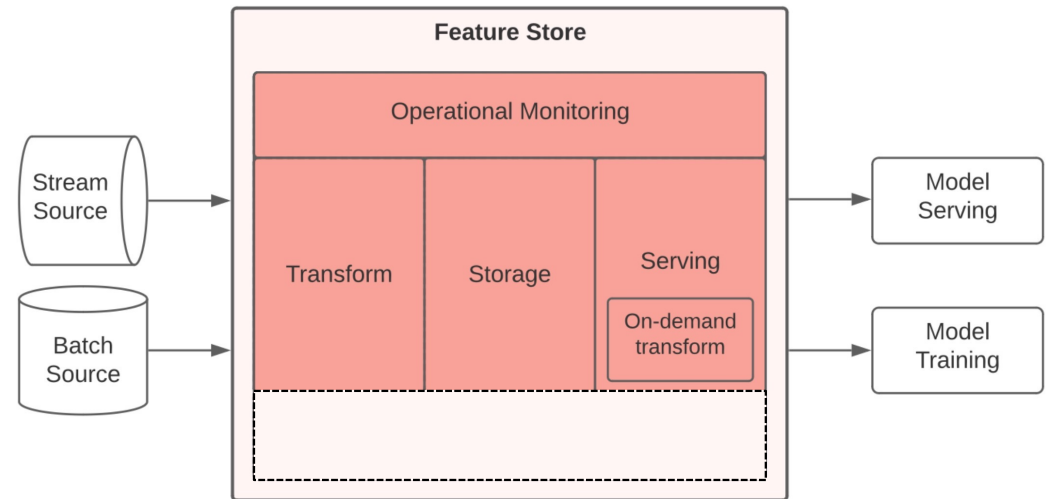 Feature Store
Operational Monitoring
Stream
Source
Batch
Source
Transform
Storage
Serving
On-demand
transform
Model
Serving
Model
Training